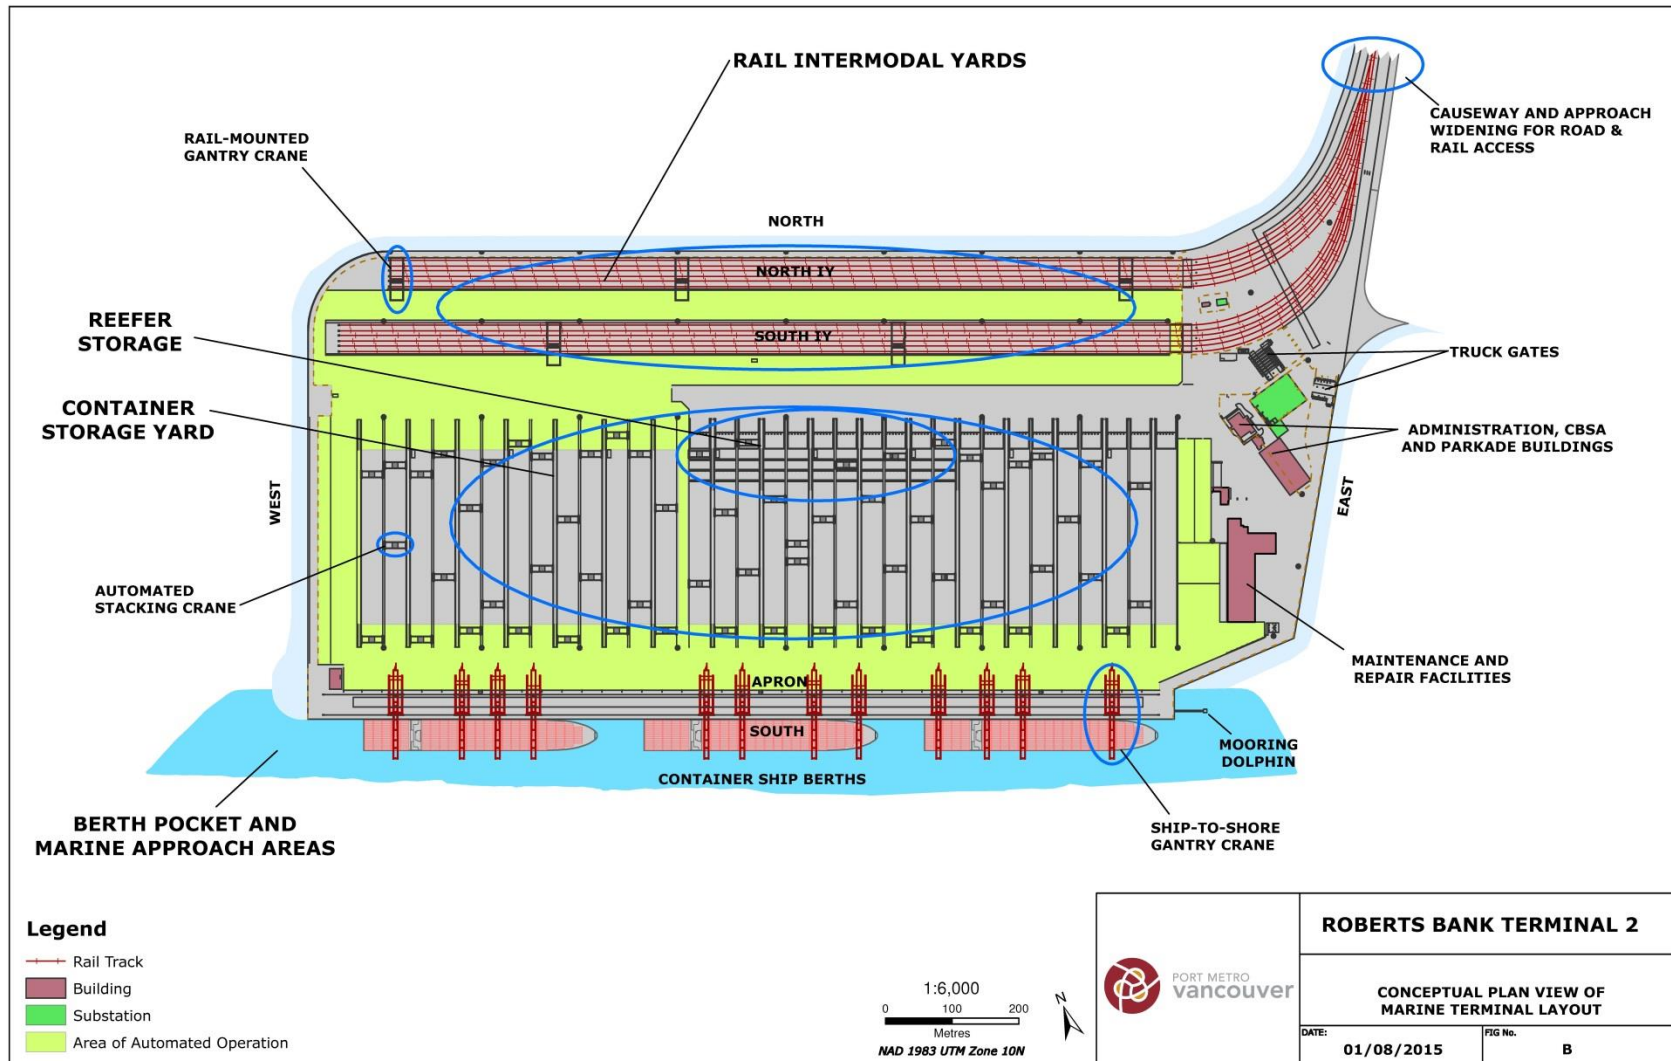 RAIL INTERMODAL YARDS
CAUSEWAY AND APPROACH
WIDENING FOR ROAD &
RAIL ACCESS
RAIL-MOUNTED
GANTRY CRANE
NORTH
NORTH IY
REEFER
STORAGE
SOUTH IY
TRUCK GATES
CONTAINER
STORAGE YARD
ADMINISTRATION, CBSA
AND PARKADE BUILDINGS
WEST
EAST
AUTOMATED
STACKING CRANE
MAINTENANCE AND
REPAIR FACILITIES
APRON
SOUTH
MOORING
DOLPHIN
CONTAINER SHIP BERTHS
BERTH POCKET AND
MARINE APPROACH AREAS
SHIP-TO-SHORE
GANTRY CRANE
Legend
Rail Track
Building
Substation
Area of Automated Operation
1:6,000
0 100 200
Metres
NAD 1983 UTM Zone 10N
N
PORT METRO
vancouver
ROBERTS BANK TERMINAL 2
CONCEPTUAL PLAN VIEW OF
MARINE TERMINAL LAYOUT
DATE:
01/08/2015
FIG No.
B